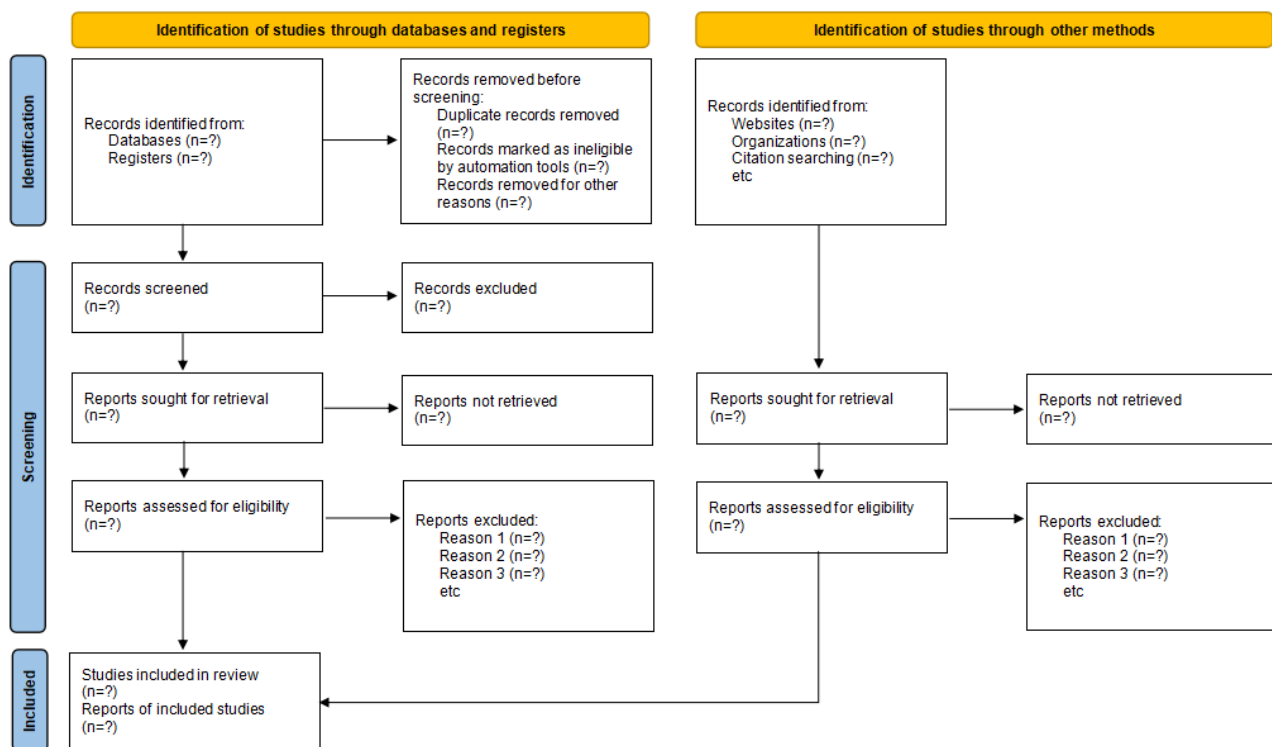 Identification of studies through databases and registers
Identification of studies through other methods
Identification
Records identified from:
Databases (n=?)
Registers (n=?)
Records removed before
screening:
Duplicate records removed
(n=?)
Records marked as ineligible
by automation tools (n=?)
Records removed for other
reasons (n=?)
Records identified from:
Websites (n=?)
Organizations (n=?)
Citation searching (n=?)
etc
Screening
Records screened
(n=?)
Records excluded
(n=?)
Reports sought for retrieval
(n=?)
Reports not retrieved
(n=?)
Reports sought for retrieval
(n=?)
Reports not retrieved
(n=?)
Reports assessed for eligibility
(n=?)
Reports excluded:
Reason 1 (n=?)
Reason 2 (n=?)
Reason 3 (n=?)
etc
Reports assessed for eligibility
(n=?)
Reports excluded:
Reason 1 (n=?)
Reason 2 (n=?)
Reason 3 (n=?)
etc
Included
Studies included in review
(n=?)
Reports of included studies
(n=?)